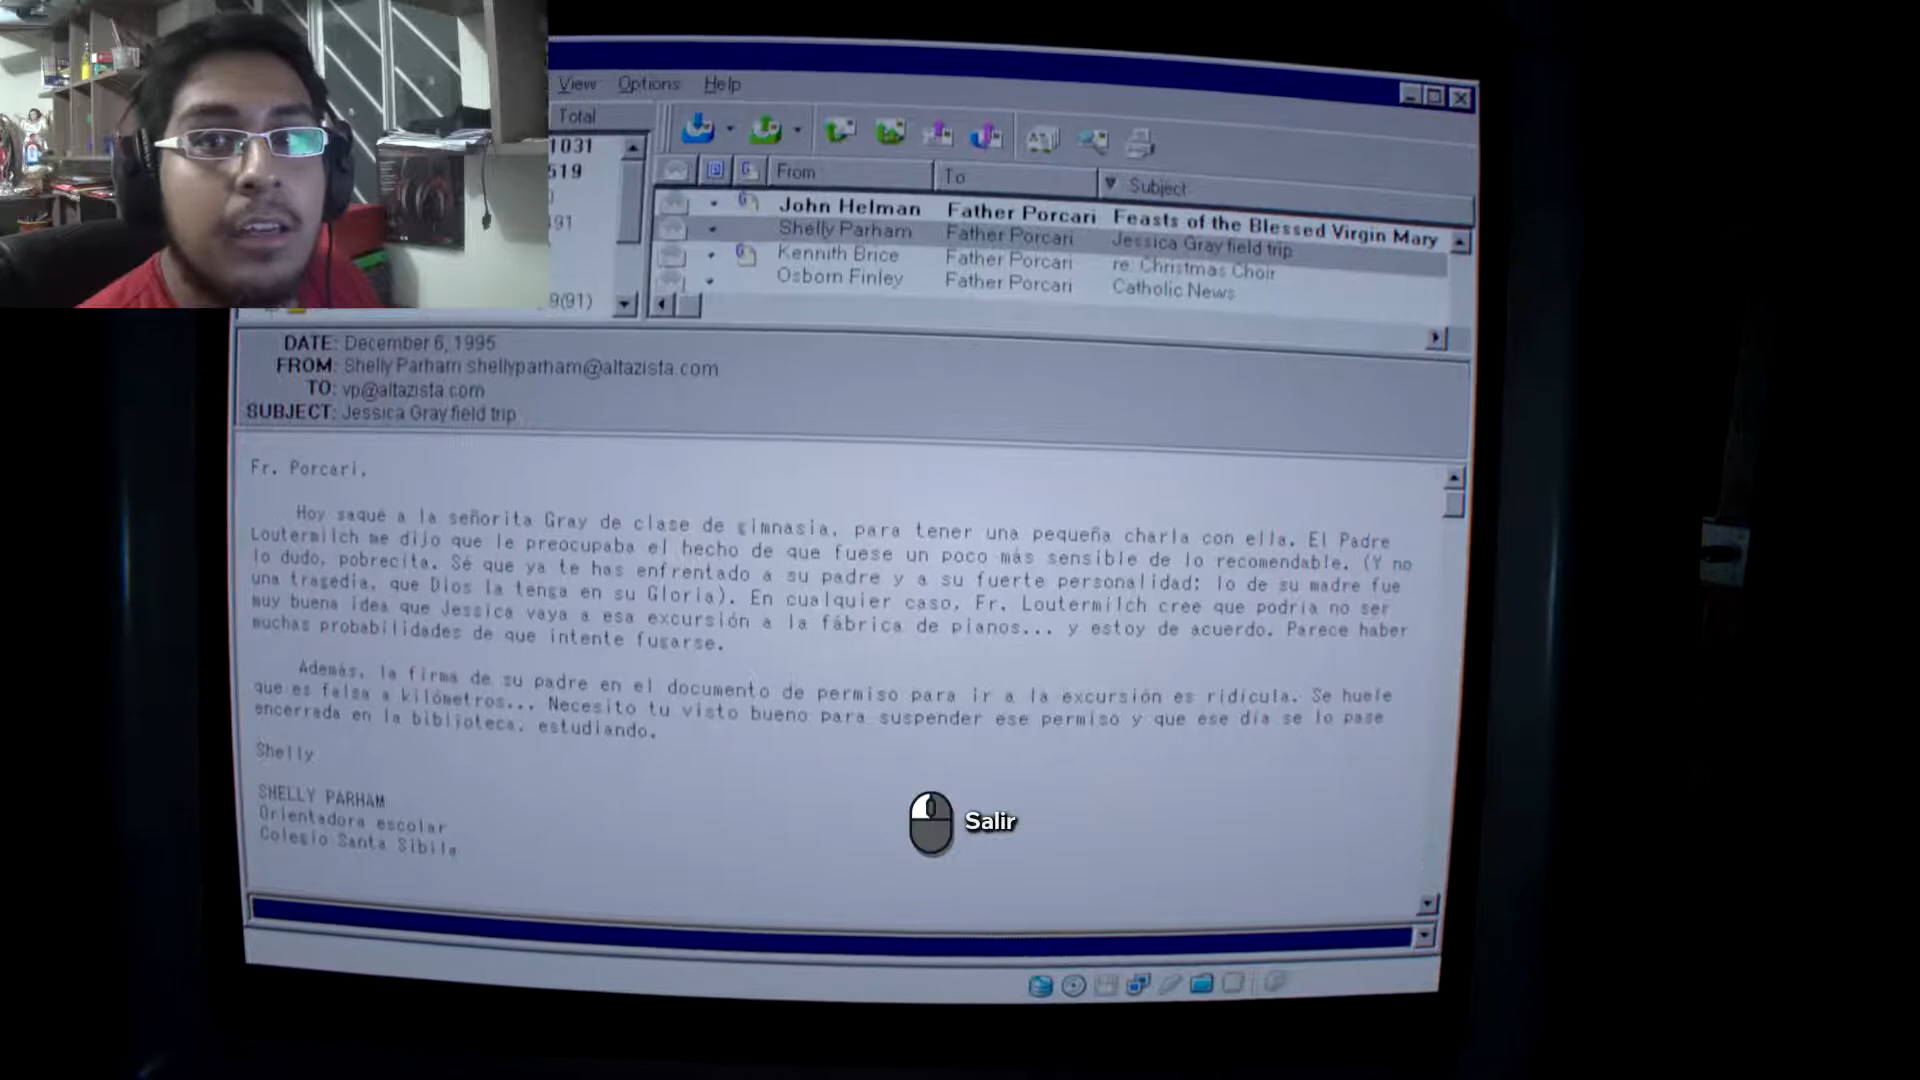 View Options Help
Total
1031
519
91
9(91)
From To Subject
John Helman Father Porcari Feasts of the Blessed Virgin Mary
Shelly Parham Father Porcari Jessica Gray field trip
Kennith Brice Father Porcari re: Christmas Choir
Osborn Finley Father Porcari Catholic News
DATE: December 6, 1995
FROM: Shelly Parham shellyparham@altazista.com
TO: vp@altazista.com
SUBJECT: Jessica Gray field trip
Fr. Porcari,
Hoy saqué a la señorita Gray de clase de gimnasia, para tener una pequeña charla con ella. El Padre
Loutermilch me dijo que le preocupaba el hecho de que fuese un poco más sensible de lo recomendable. (Y no
lo dudo, pobrecita. Sé que ya te has enfrentado a su padre y a su fuerte personalidad; lo de su madre fue
una tragedia, que Dios la tenga en su Gloria). En cualquier caso, Fr. Loutermilch cree que podría no ser
muy buena idea que Jessica vaya a esa excursión a la fábrica de pianos... y estoy de acuerdo. Parece haber
muchas probabilidades de que intente fugarse.
Además, la firma de su padre en el documento de permiso para ir a la excursión es ridícula. Se huele
que es falsa a kilómetros... Necesito tu visto bueno para suspender ese permiso y que ese día se lo pase
encerrada en la biblioteca, estudiando.
Shelly
SHELLY PARHAM
Orientadora escolar
Colegio Santa Sibila
Salir